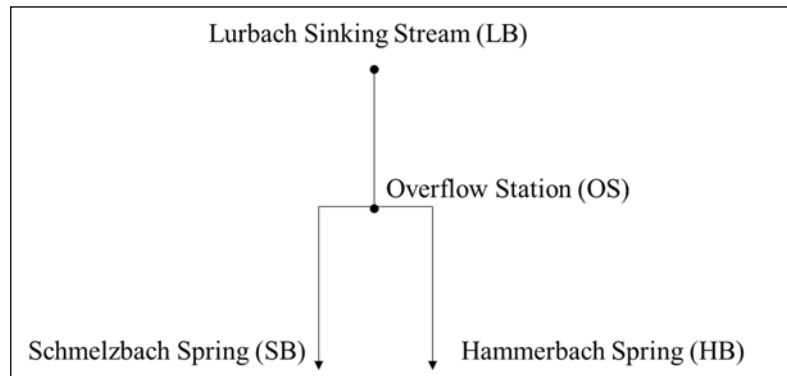 Lurbach Sinking Stream (LB)
Overflow Station (OS)
Schmelzbach Spring (SB)
Hammerbach Spring (HB)